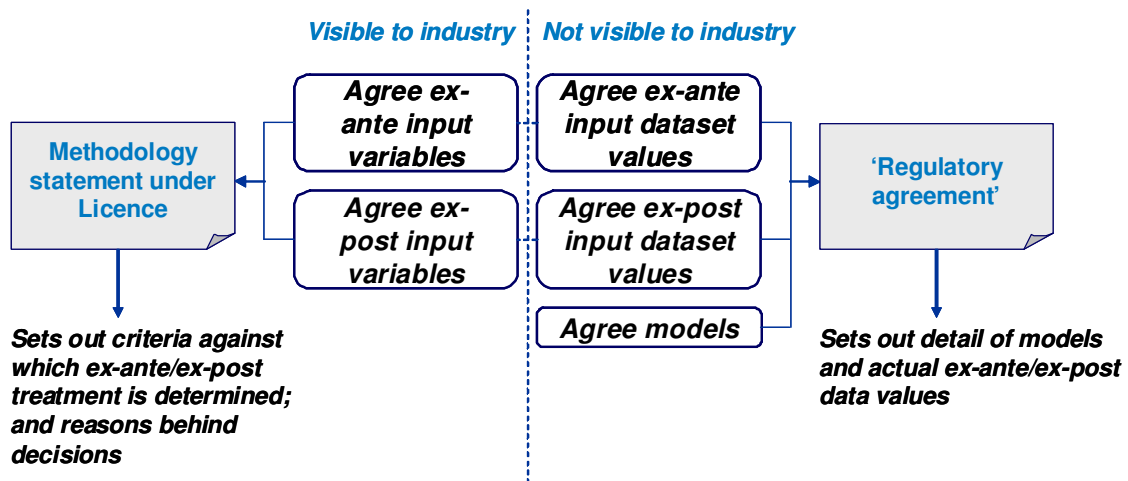 Visible to industry
Not visible to industry
Agree ex-
ante input
variables
Agree ex-ante
input dataset
values
Methodology
statement under
Licence
‘Regulatory
agreement’
Agree ex-
post input
variables
Agree ex-post
input dataset
values
Agree models
Sets out criteria against
which ex-ante/ex-post
treatment is determined;
and reasons behind
decisions
Sets out detail of models
and actual ex-ante/ex-post
data values